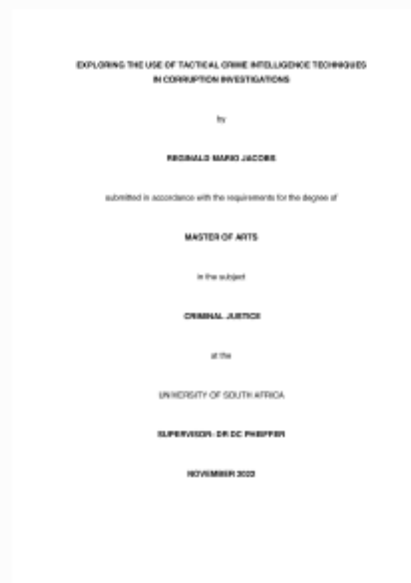 EXPLORING THE USE OF TACTICAL CRIME INTELLIGENCE TECHNIQUES
IN CORRUPTION INVESTIGATIONS
by
REGINALD MARIO JACOBS
submitted in accordance with the requirements for the degree of
MASTER OF ARTS
in the subject
CRIMINAL JUSTICE
at the
UNIVERSITY OF SOUTH AFRICA
SUPERVISOR: DR DC PHEIFFER
NOVEMBER 2022